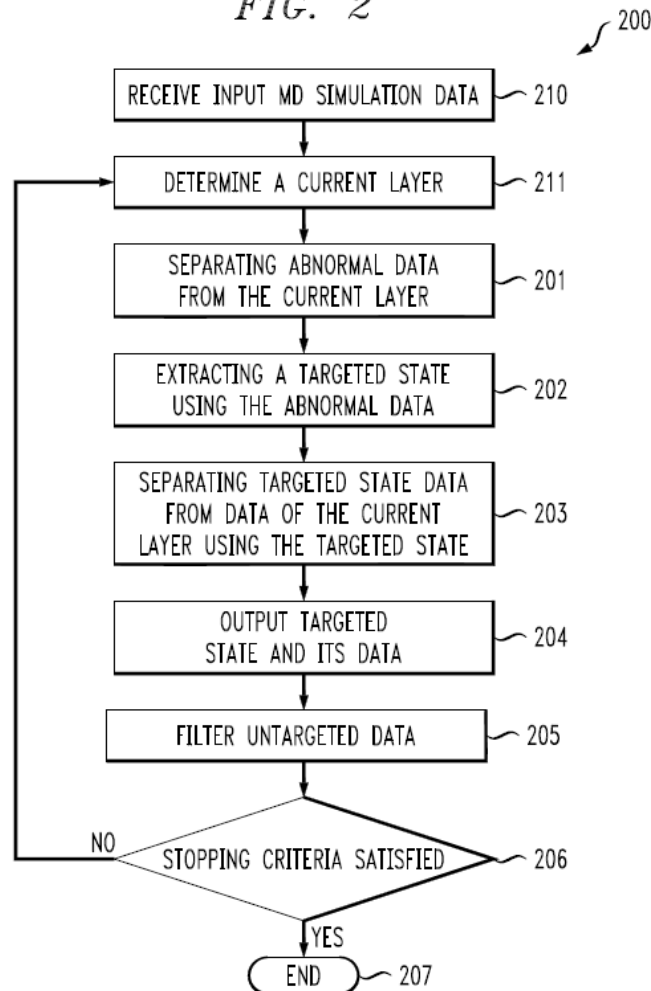 FIG. 2
200
RECEIVE INPUT MD SIMULATION DATA
210
DETERMINE A CURRENT LAYER
211
SEPARATING ABNORMAL DATA
FROM THE CURRENT LAYER
201
EXTRACTING A TARGETED STATE
USING THE ABNORMAL DATA
202
SEPARATING TARGETED STATE DATA
FROM DATA OF THE CURRENT
LAYER USING THE TARGETED STATE
203
OUTPUT TARGETED
STATE AND ITS DATA
204
FILTER UNTARGETED DATA
205
NO
STOPPING CRITERIA SATISFIED
206
YES
END
207